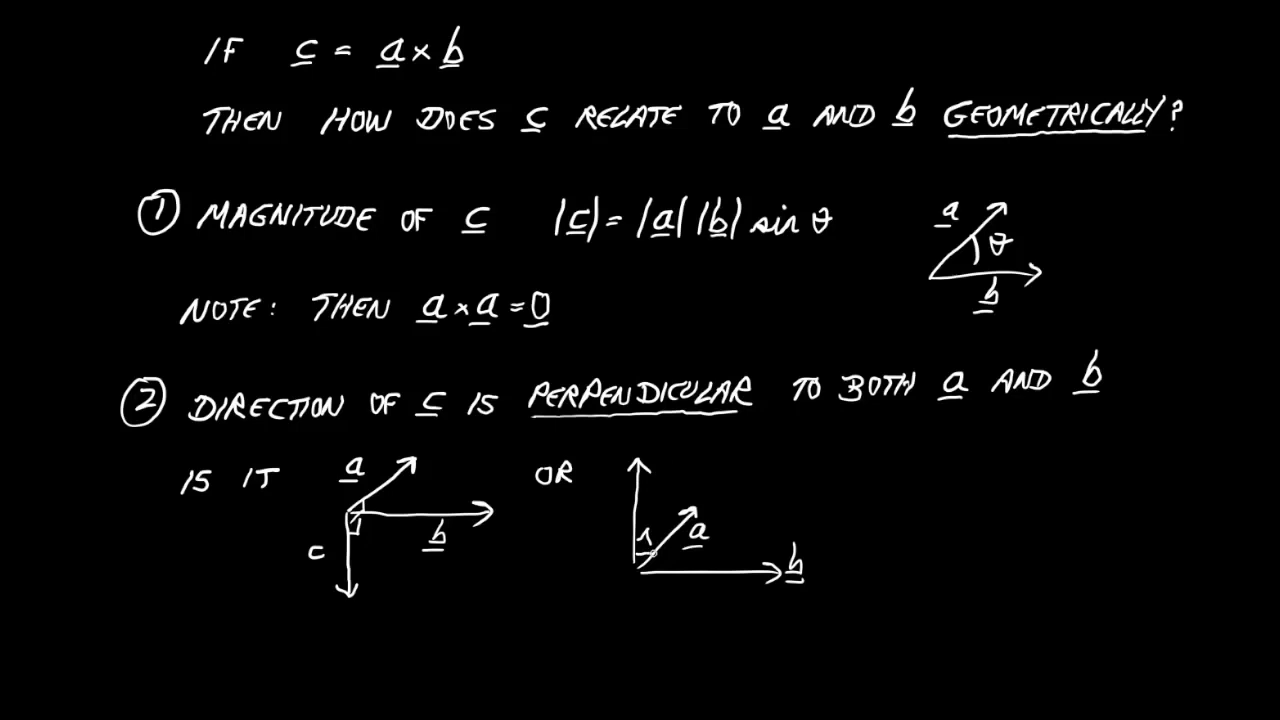 IF c = a × b
THEN HOW DOES c RELATE TO a AND b GEOMETRICALLY?
① MAGNITUDE OF c |c| = |a| |b| sin θ
a
θ
b
NOTE: THEN a × a = 0
② DIRECTION OF c IS PERPENDICULAR TO BOTH a AND b
IS IT
a
b
c
OR
a
b